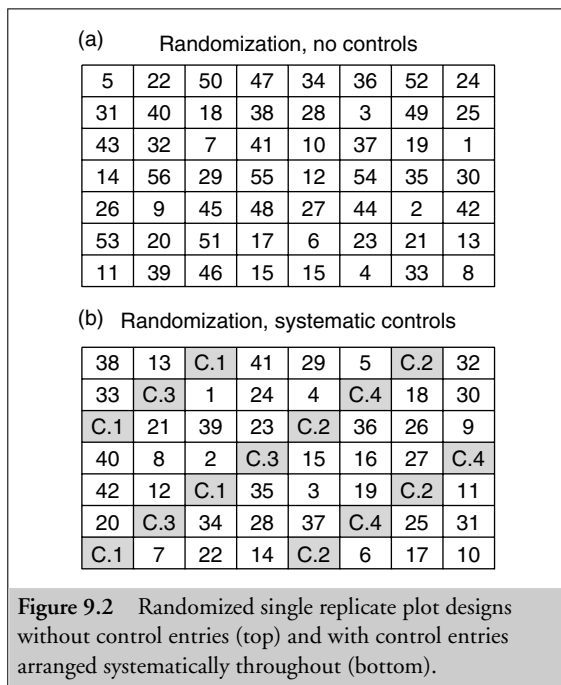 (a) Randomization, no controls
5 22 50 47 34 36 52 24
31 40 18 38 28 3 49 25
43 32 7 41 10 37 19 1
14 56 29 55 12 54 35 30
26 9 45 48 27 44 2 42
53 20 51 17 6 23 21 13
11 39 46 15 15 4 33 8
(b) Randomization, systematic controls
38 13 C.1 41 29 5 C.2 32
33 C.3 1 24 4 C.4 18 30
C.1 21 39 23 C.2 36 26 9
40 8 2 C.3 15 16 27 C.4
42 12 C.1 35 3 19 C.2 11
20 C.3 34 28 37 C.4 25 31
C.1 7 22 14 C.2 6 17 10
Figure 9.2 Randomized single replicate plot designs
without control entries (top) and with control entries
arranged systematically throughout (bottom).